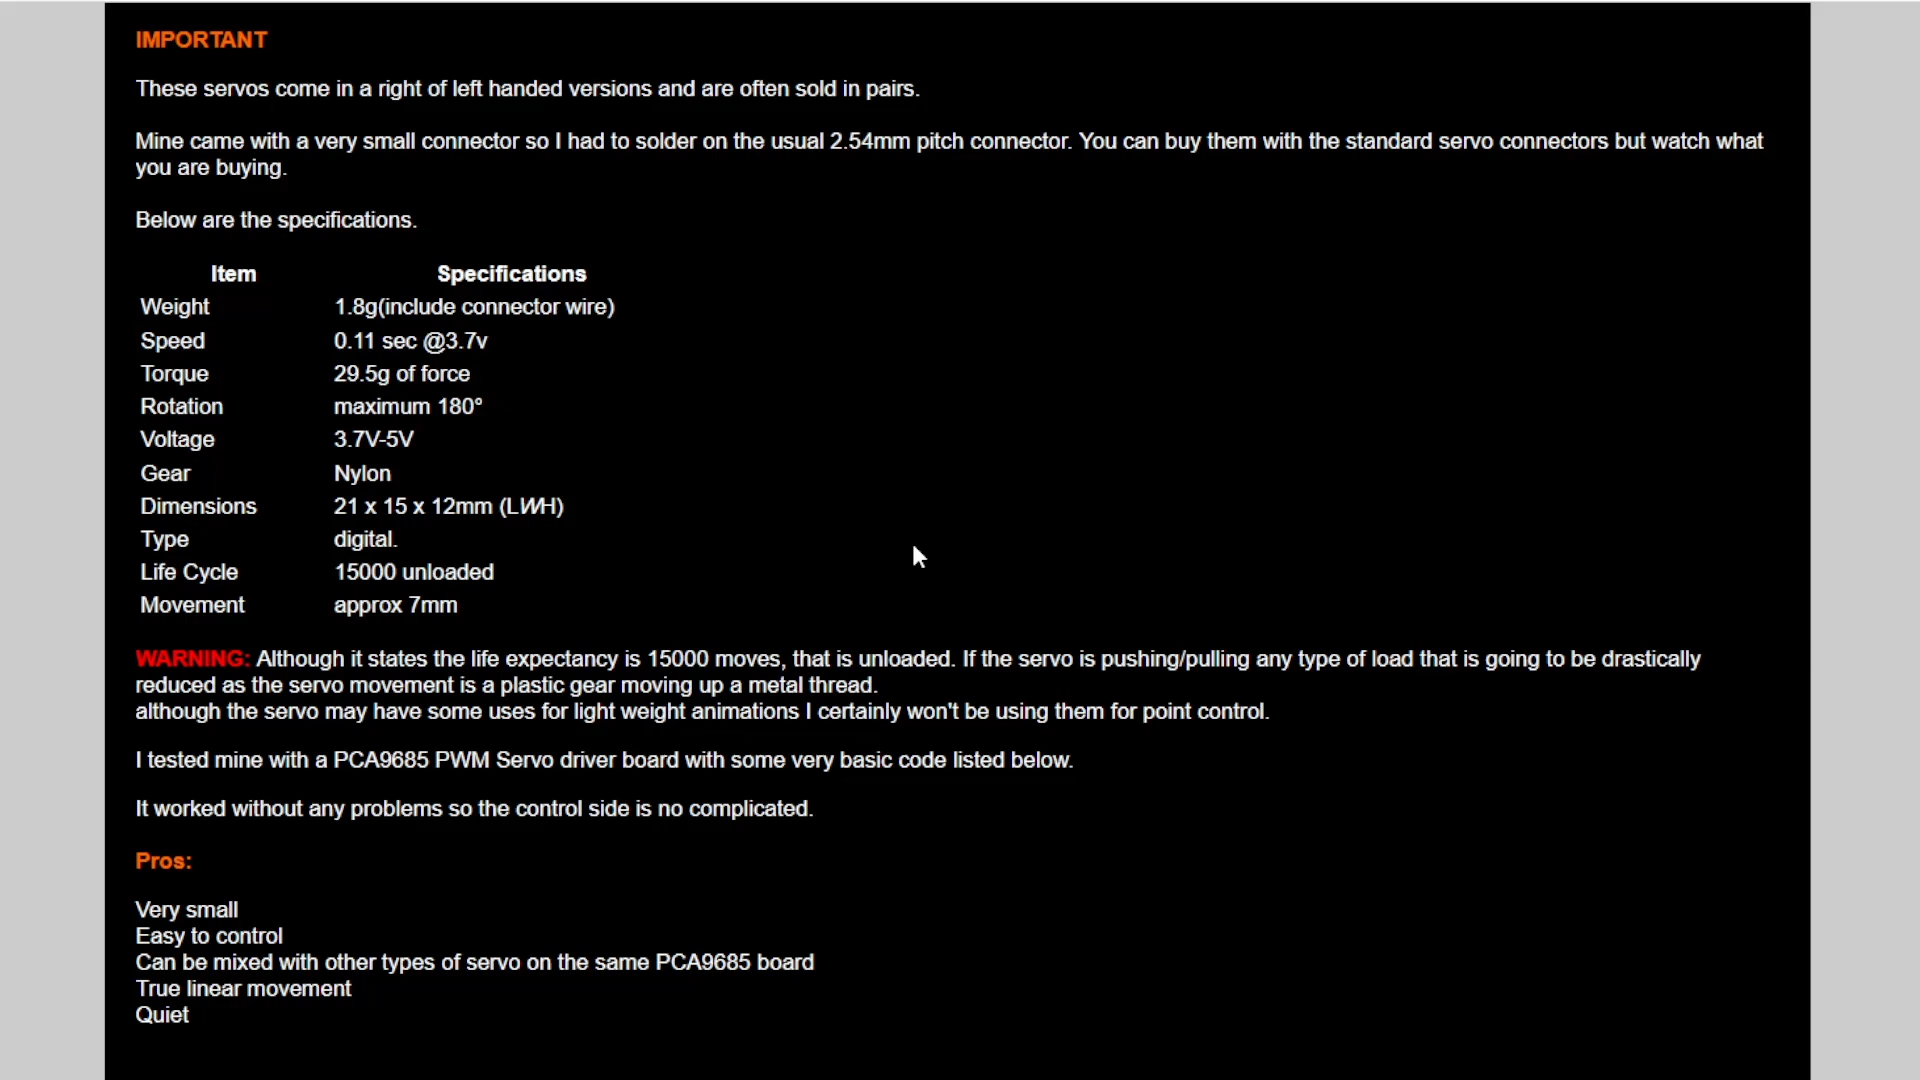 IMPORTANT
These servos come in a right of left handed versions and are often sold in pairs.
Mine came with a very small connector so I had to solder on the usual 2.54mm pitch connector. You can buy them with the standard servo connectors but watch what
you are buying.
Below are the specifications.
Item Specifications
Weight 1.8g(include connector wire)
Speed 0.11 sec @3.7v
Torque 29.5g of force
Rotation maximum 180°
Voltage 3.7V-5V
Gear Nylon
Dimensions 21 x 15 x 12mm (LWH)
Type digital.
Life Cycle 15000 unloaded
Movement approx 7mm
WARNING: Although it states the life expectancy is 15000 moves, that is unloaded. If the servo is pushing/pulling any type of load that is going to be drastically
reduced as the servo movement is a plastic gear moving up a metal thread.
although the servo may have some uses for light weight animations I certainly won't be using them for point control.
I tested mine with a PCA9685 PWM Servo driver board with some very basic code listed below.
It worked without any problems so the control side is no complicated.
Pros:
Very small
Easy to control
Can be mixed with other types of servo on the same PCA9685 board
True linear movement
Quiet